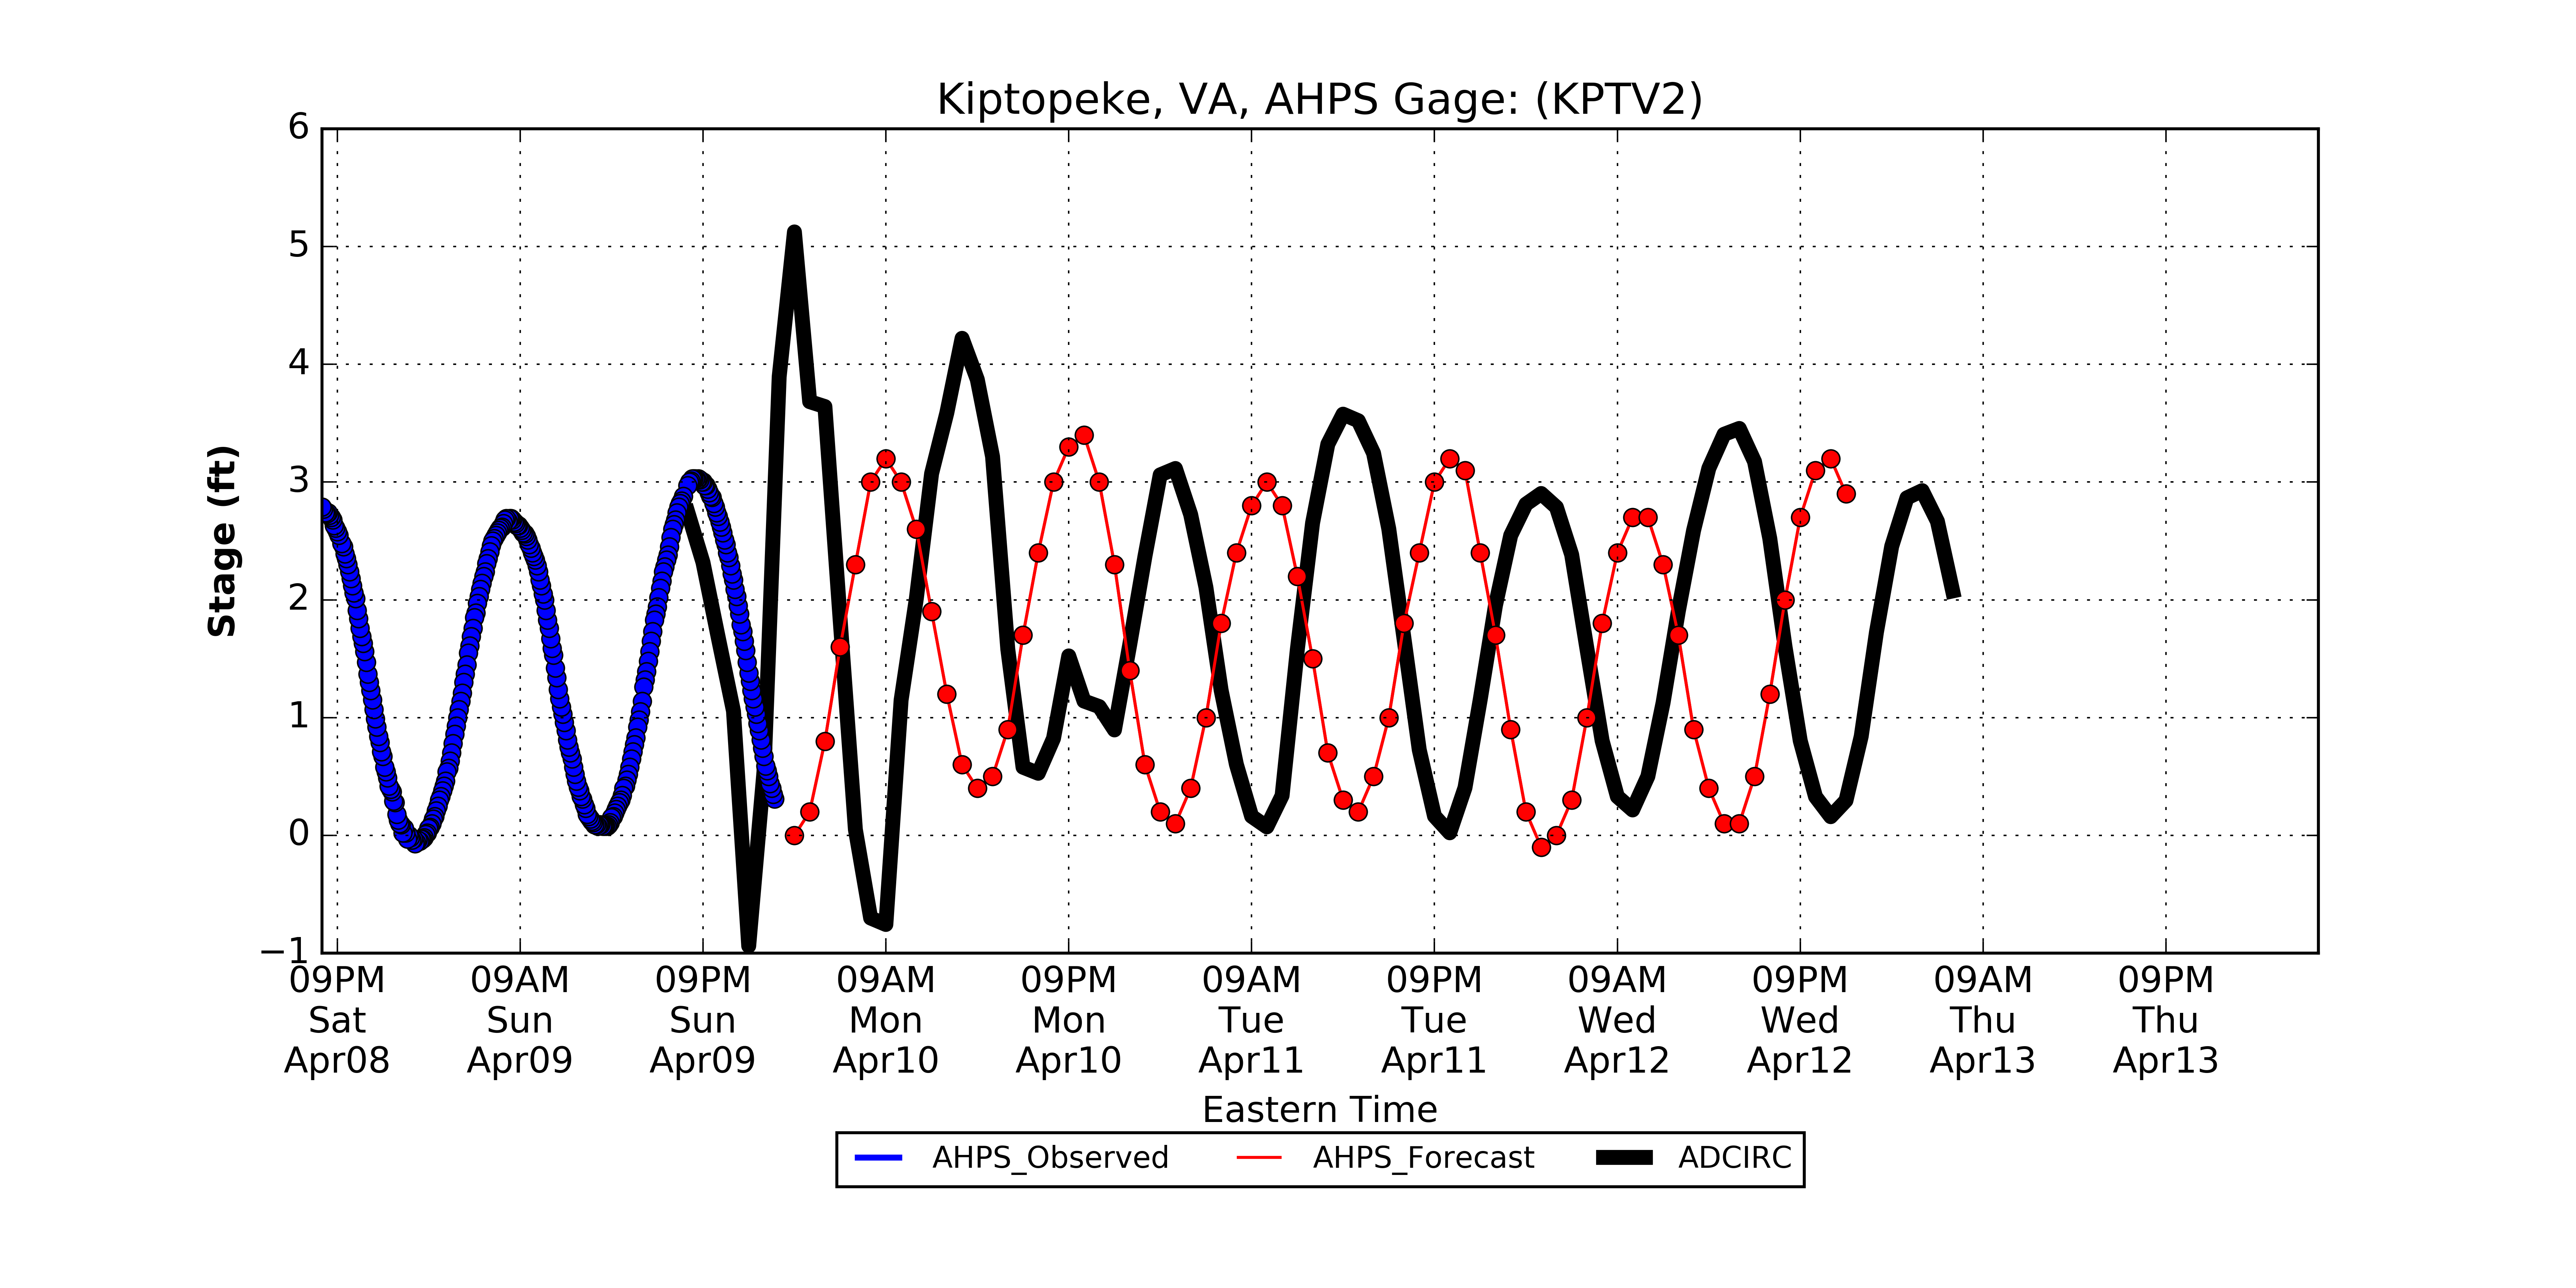 Kiptopeke, VA, AHPS Gage: (KPTV2)
6
5
4
3
2
1
0
−1
Stage (ft)
09PM 09AM 09PM 09AM 09PM 09AM 09PM 09AM 09PM 09AM 09PM
Sat Sun Sun Mon Mon Tue Tue Wed Wed Thu Thu
Apr08 Apr09 Apr09 Apr10 Apr10 Apr11 Apr11 Apr12 Apr12 Apr13 Apr13
Eastern Time
AHPS_Observed AHPS_Forecast ADCIRC